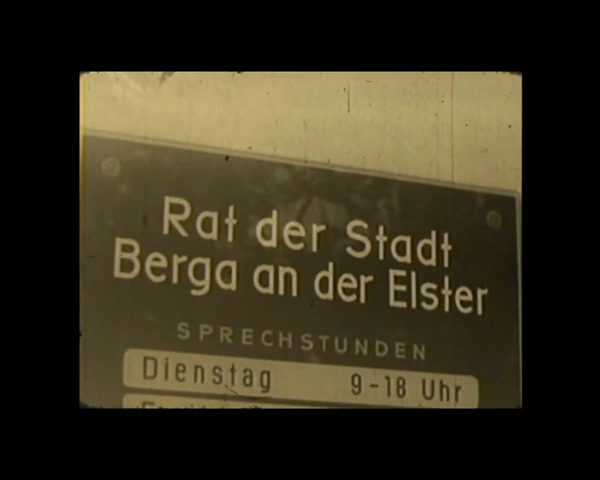 Rat der Stadt
Berga an der Elster
SPRECHSTUNDEN
Dienstag 9-18 Uhr